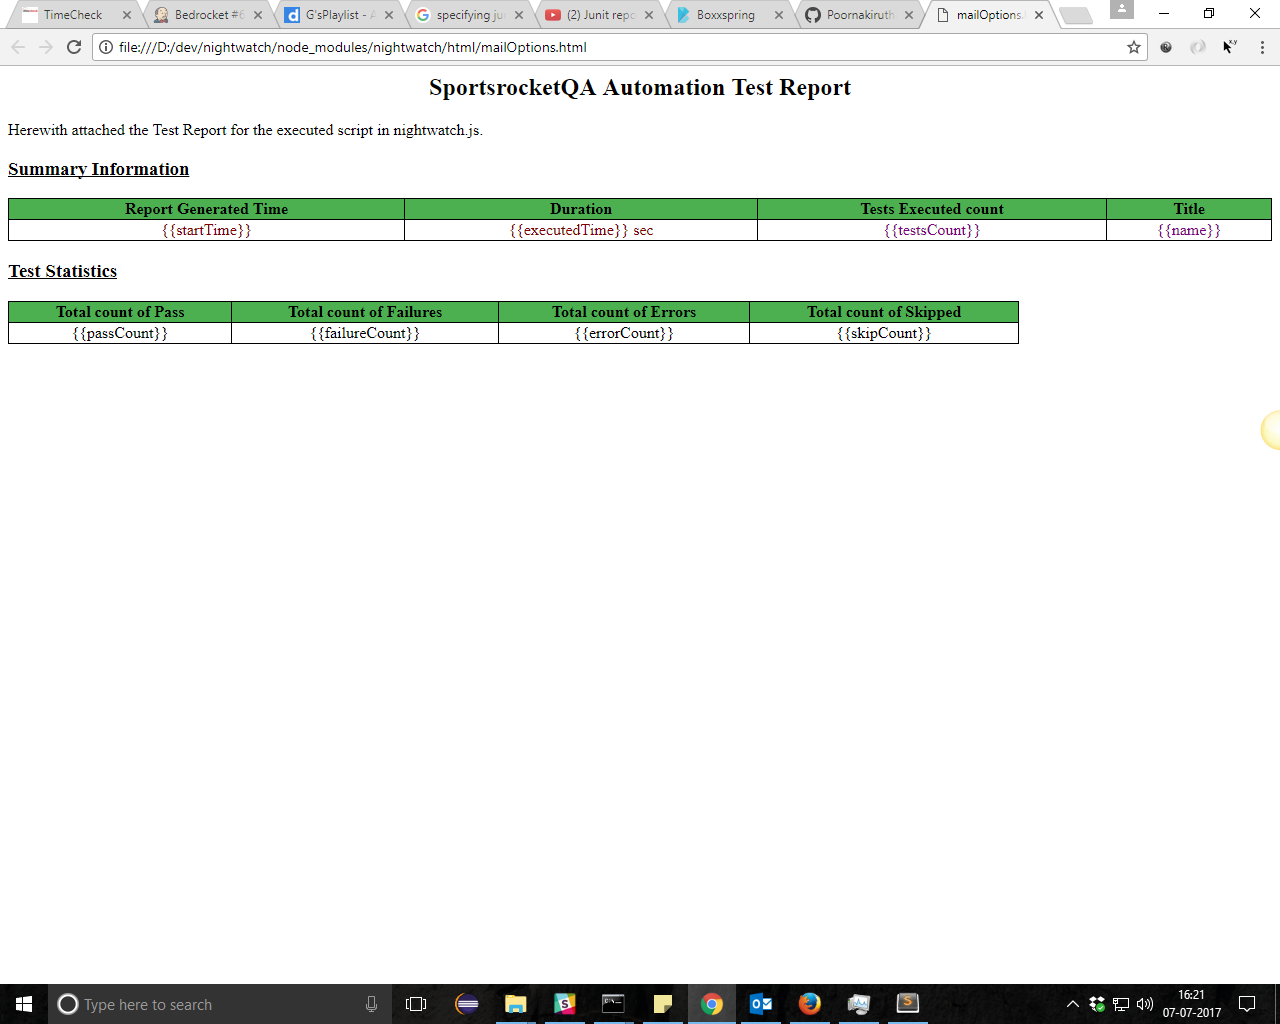 TimeCheck
Bedrocket #6
G'sPlaylist - A
specifying ju
(2) Junit repo
Boxxspring
Poornakiruth
mailOptions.
file:///D:/dev/nightwatch/node_modules/nightwatch/html/mailOptions.html
SportsrocketQA Automation Test Report
Herewith attached the Test Report for the executed script in nightwatch.js.
Summary Information
Report Generated Time Duration Tests Executed count Title
{{startTime}} {{executedTime}} sec {{testsCount}} {{name}}
Test Statistics
Total count of Pass Total count of Failures Total count of Errors Total count of Skipped
{{passCount}} {{failureCount}} {{errorCount}} {{skipCount}}
Type here to search
16:21
07-07-2017